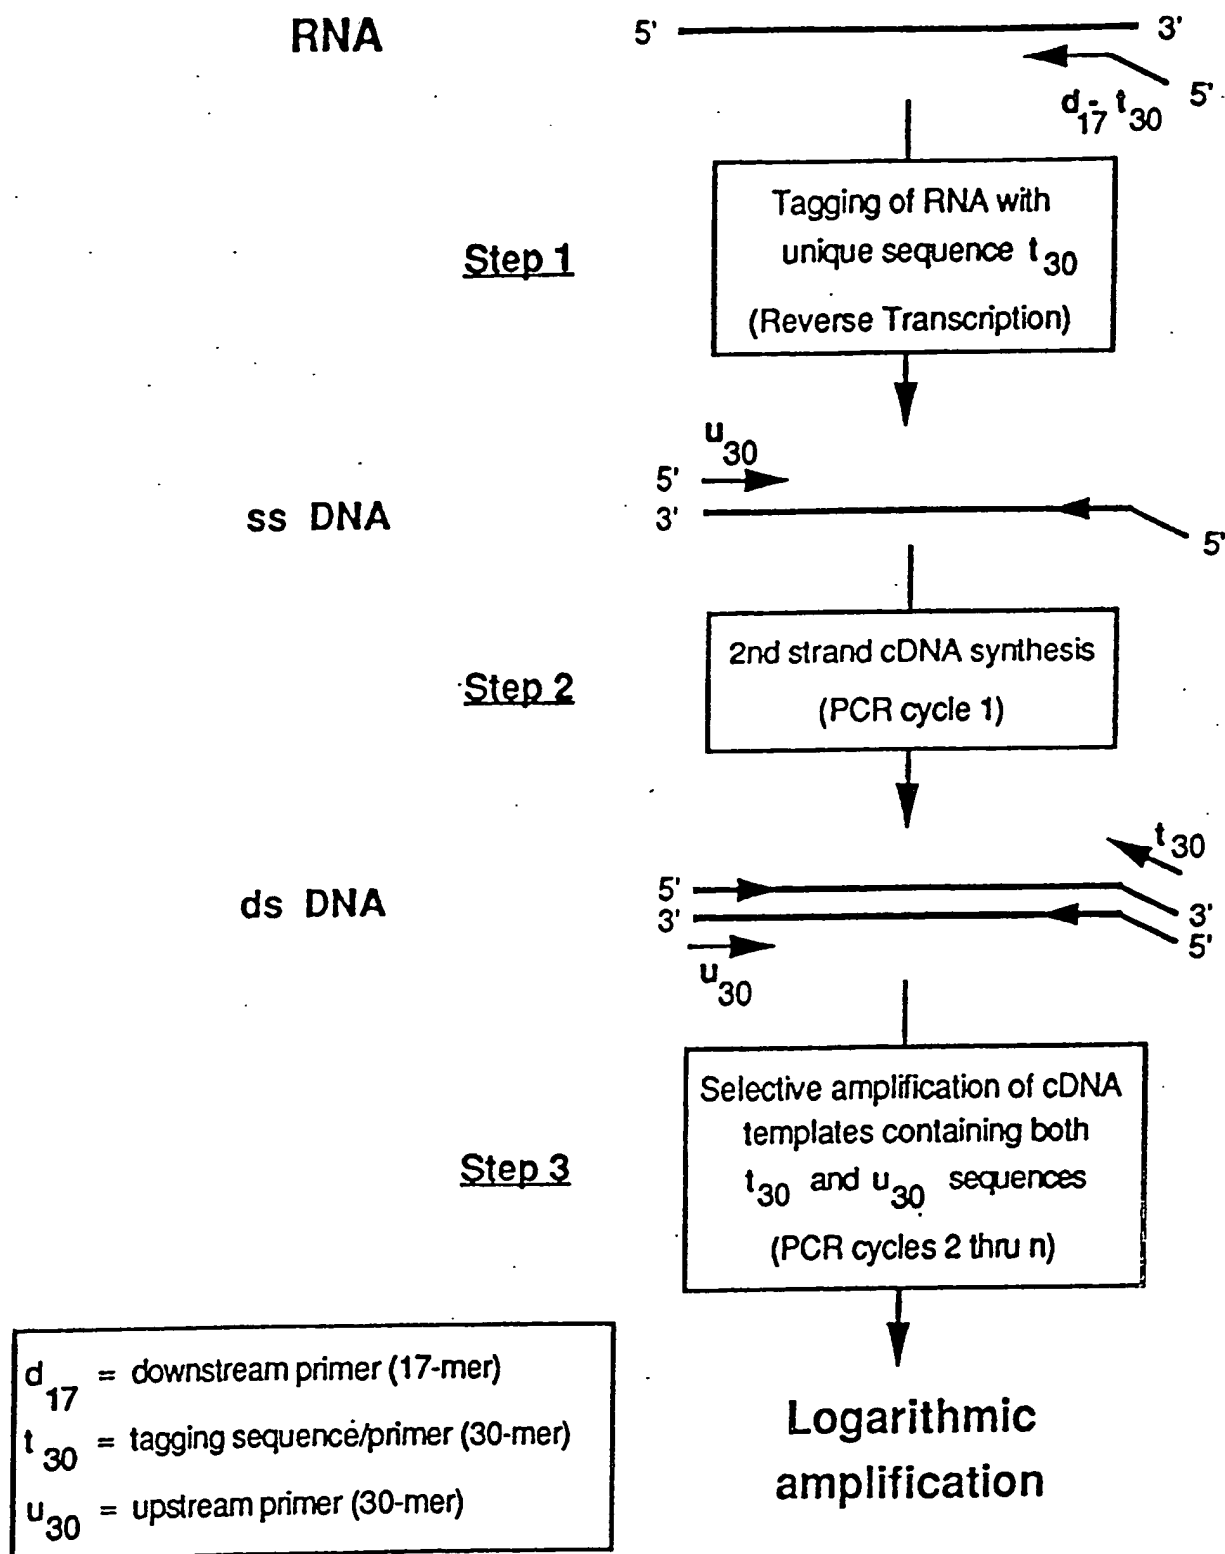 RNA
5'
3'
5'
d17- t30
Step 1
Tagging of RNA with
unique sequence t30
(Reverse Transcription)
u30
5'
ss DNA
3'
5'
Step 2
2nd strand cDNA synthesis
(PCR cycle 1)
t30
ds DNA
5'
3'
3'
5'
u30
Step 3
Selective amplification of cDNA
templates containing both
t30 and u30 sequences
(PCR cycles 2 thru n)
d17 = downstream primer (17-mer)
t30 = tagging sequence/primer (30-mer)
u30 = upstream primer (30-mer)
Logarithmic
amplification